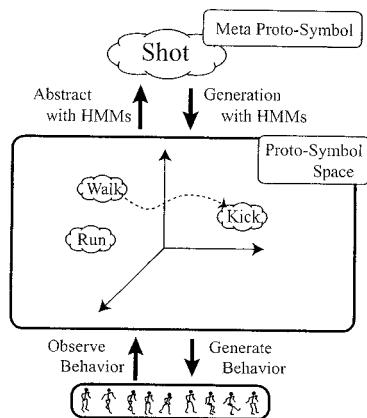 Meta Proto-Symbol
Shot
Abstract
with HMMs
Generation
with HMMs
Proto-Symbol
Space
Walk
Kick
Run
Observe
Behavior
Generate
Behavior